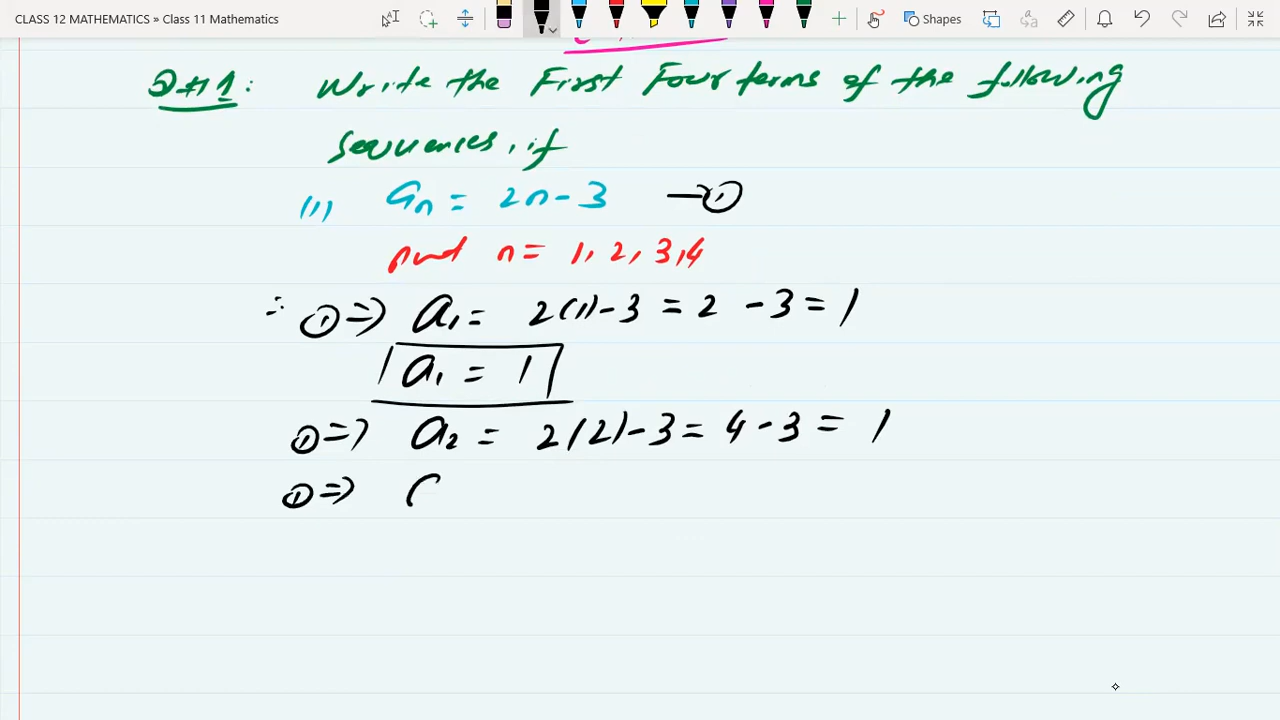 CLASS 12 MATHEMATICS » Class 11 Mathematics
Shapes
Q#1: Write the First Four terms of the following
sequences, if
(i) aₙ = 2n - 3 → ①
put n = 1, 2, 3, 4
∴ ① ⇒ a₁ = 2(1) - 3 = 2 - 3 = 1
a₁ = 1
① ⇒ a₂ = 2(2) - 3 = 4 - 3 = 1
① ⇒